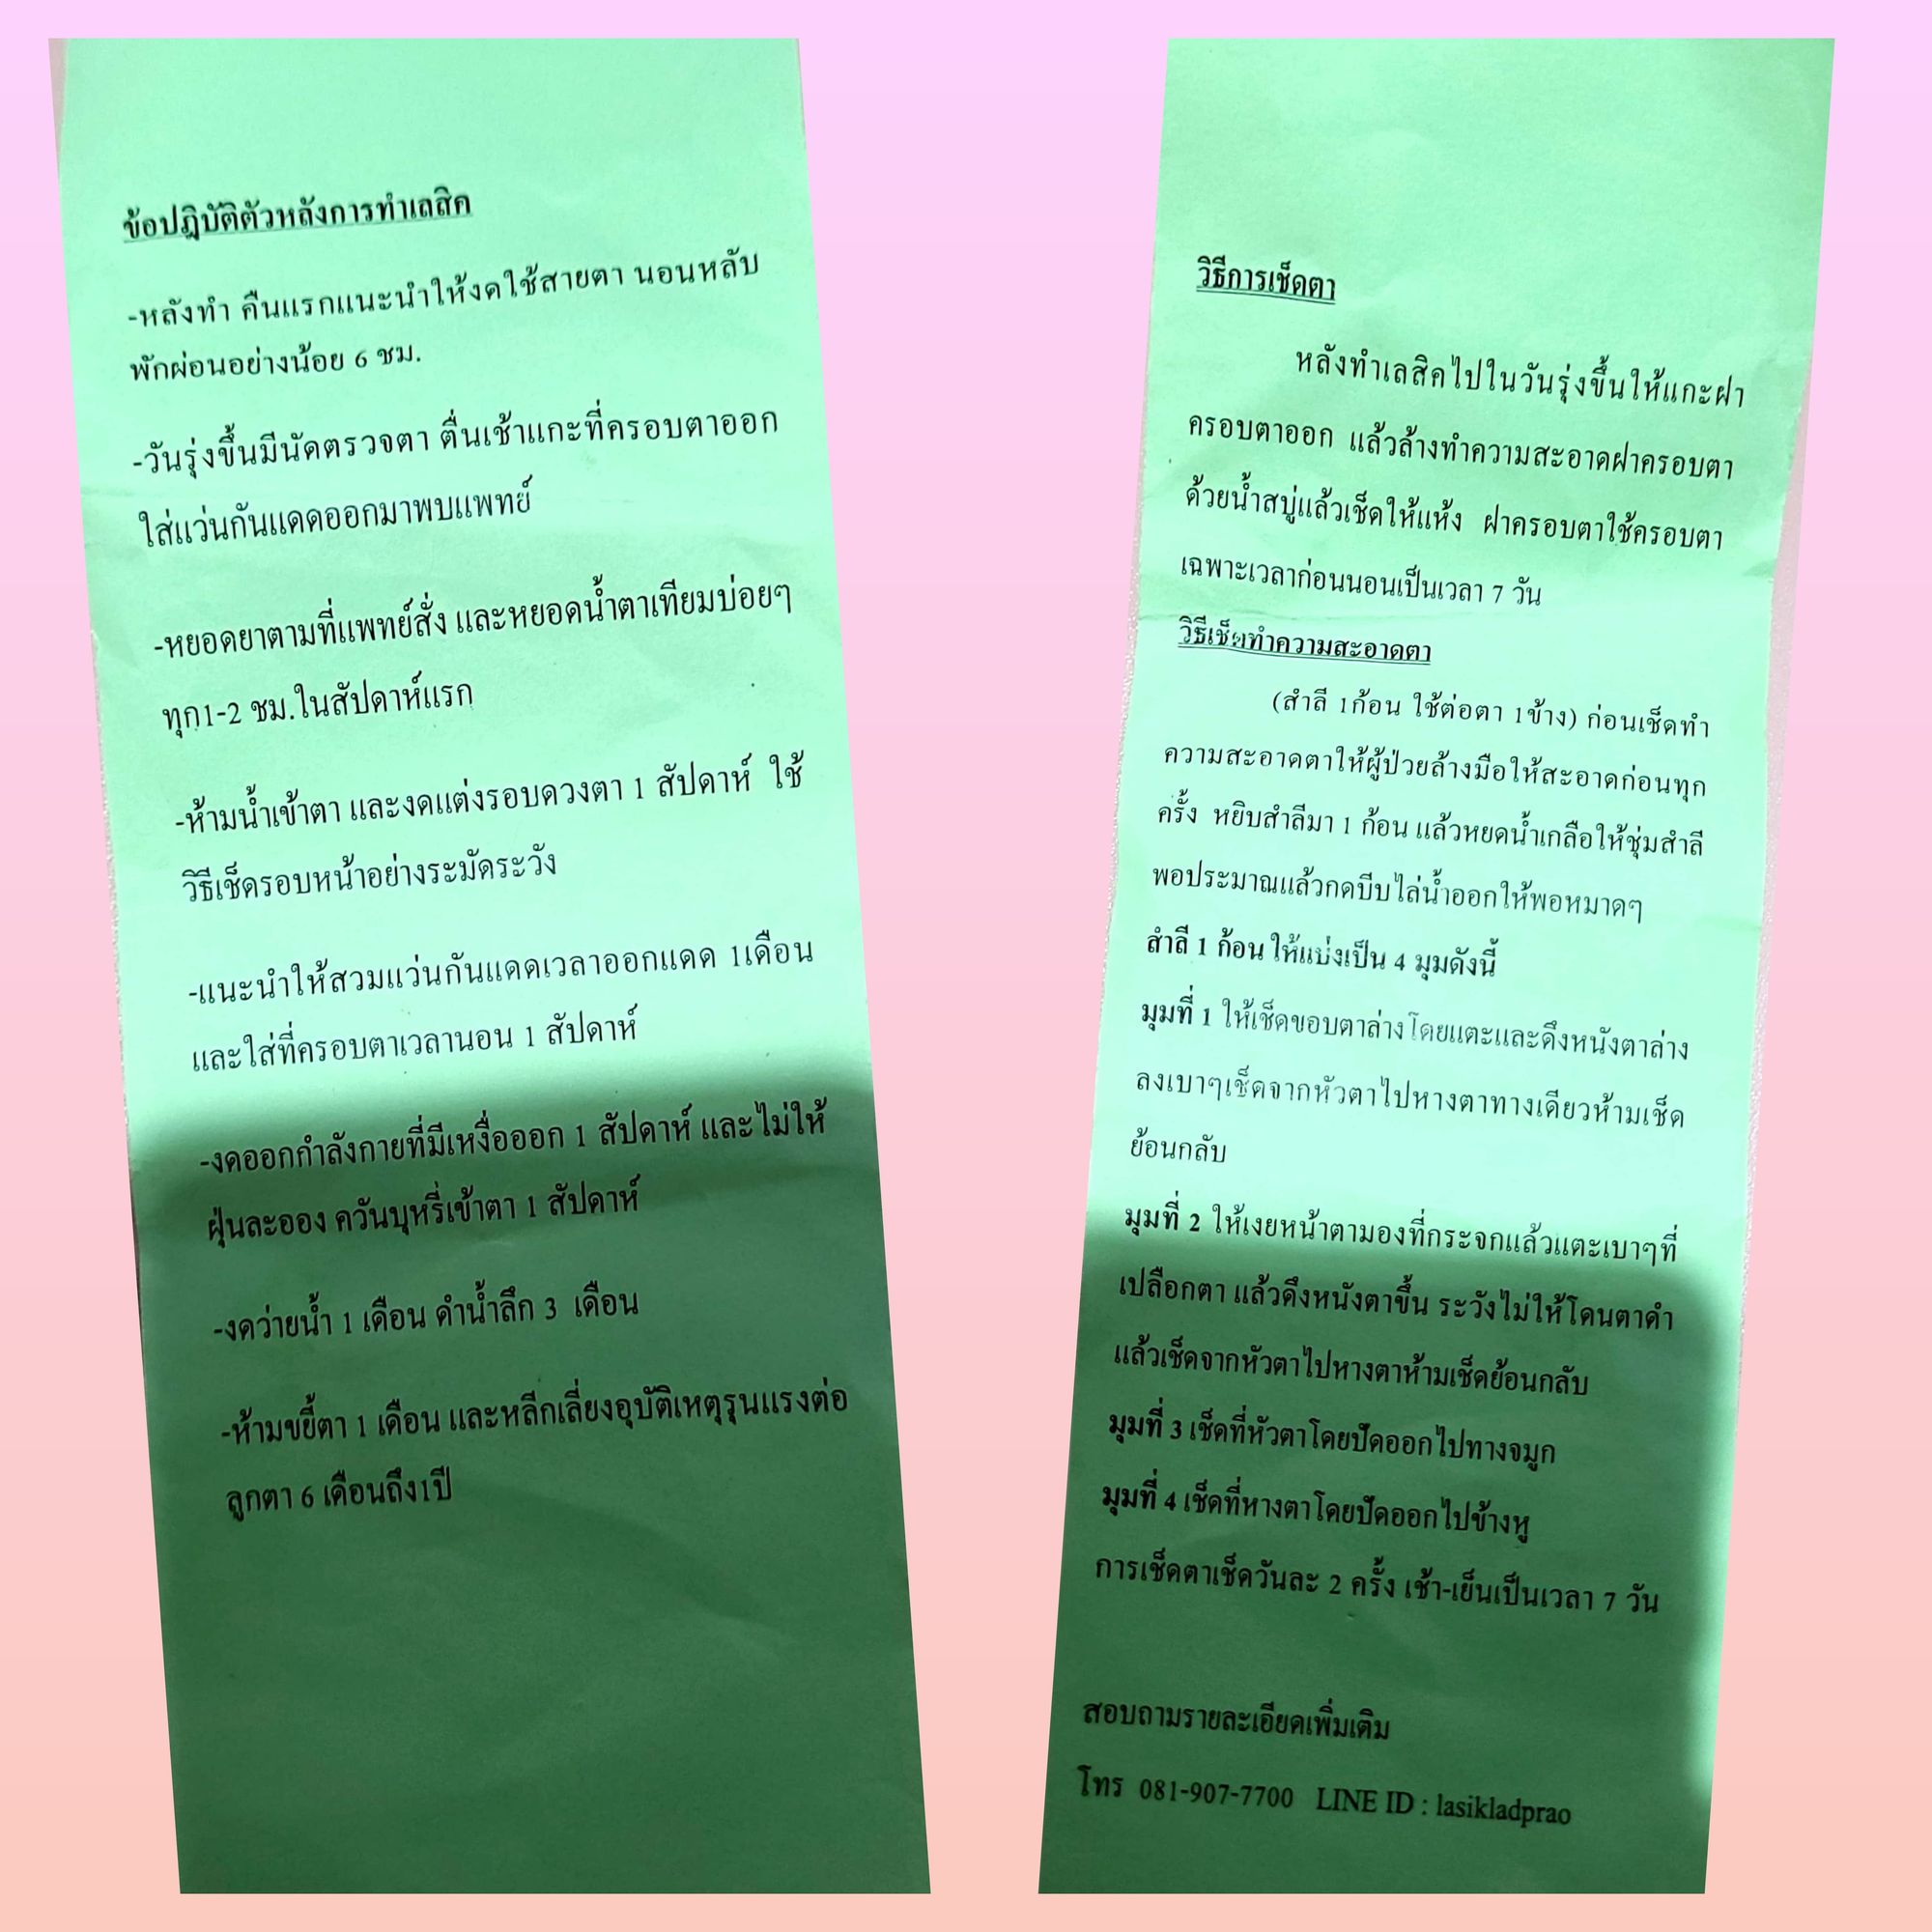 ข้อปฏิบัติตัวหลังการทำเลสิค
-หลังทำ คืนแรกแนะนำให้งดใช้สายตา นอนหลับ
พักผ่อนอย่างน้อย 6 ชม.
-วันรุ่งขึ้นมีนัดตรวจตา ตื่นเช้าแกะที่ครอบตาออก
ใส่แว่นกันแดดออกมาพบแพทย์
-หยอดยาตามที่แพทย์สั่ง และหยอดน้ำตาเทียมบ่อยๆ
ทุก1-2 ชม.ในสัปดาห์แรก
-ห้ามน้ำเข้าตา และงดแต่งรอบดวงตา 1 สัปดาห์ ใช้
วิธีเช็ดรอบหน้าอย่างระมัดระวัง
-แนะนำให้สวมแว่นกันแดดเวลาออกแดด 1เดือน
และใส่ที่ครอบตาเวลานอน 1 สัปดาห์
-งดออกกำลังกายที่มีเหงื่อออก 1 สัปดาห์ และไม่ให้
ฝุ่นละออง ควันบุหรี่เข้าตา 1 สัปดาห์
-งดว่ายน้ำ 1 เดือน ดำน้ำลึก 3 เดือน
-ห้ามขยี้ตา 1 เดือน และหลีกเลี่ยงอุบัติเหตุรุนแรงต่อ
ลูกตา 6 เดือนถึง1ปี
วิธีการเช็ดตา
หลังทำเลสิคไปในวันรุ่งขึ้นให้แกะฝา
ครอบตาออก แล้วล้างทำความสะอาดฝาครอบตา
ด้วยน้ำสบู่แล้วเช็ดให้แห้ง ฝาครอบตาใช้ครอบตา
เฉพาะเวลาก่อนนอนเป็นเวลา 7 วัน
วิธีเช็ดทำความสะอาดตา
(สำลี 1ก้อน ใช้ต่อตา 1ข้าง) ก่อนเช็ดทำ
ความสะอาดตาให้ผู้ป่วยล้างมือให้สะอาดก่อนทุก
ครั้ง หยิบสำลีมา 1 ก้อน แล้วหยดน้ำเกลือให้ชุ่มสำลี
พอประมาณแล้วกดบีบไล่น้ำออกให้พอหมาดๆ
สำลี 1 ก้อน ให้แบ่งเป็น 4 มุมดังนี้
มุมที่ 1 ให้เช็ดขอบตาล่างโดยแตะและดึงหนังตาล่าง
ลงเบาๆเช็ดจากหัวตาไปหางตาทางเดียวห้ามเช็ด
ย้อนกลับ
มุมที่ 2 ให้เงยหน้าตามองที่กระจกแล้วแตะเบาๆที่
เปลือกตา แล้วดึงหนังตาขึ้น ระวังไม่ให้โดนตาดำ
แล้วเช็ดจากหัวตาไปหางตาห้ามเช็ดย้อนกลับ
มุมที่ 3 เช็ดที่หัวตาโดยปัดออกไปทางจมูก
มุมที่ 4 เช็ดที่หางตาโดยปัดออกไปข้างหู
การเช็ดตาเช็ดวันละ 2 ครั้ง เช้า-เย็นเป็นเวลา 7 วัน
สอบถามรายละเอียดเพิ่มเติม
โทร 081-907-7700 LINE ID : lasikladprao